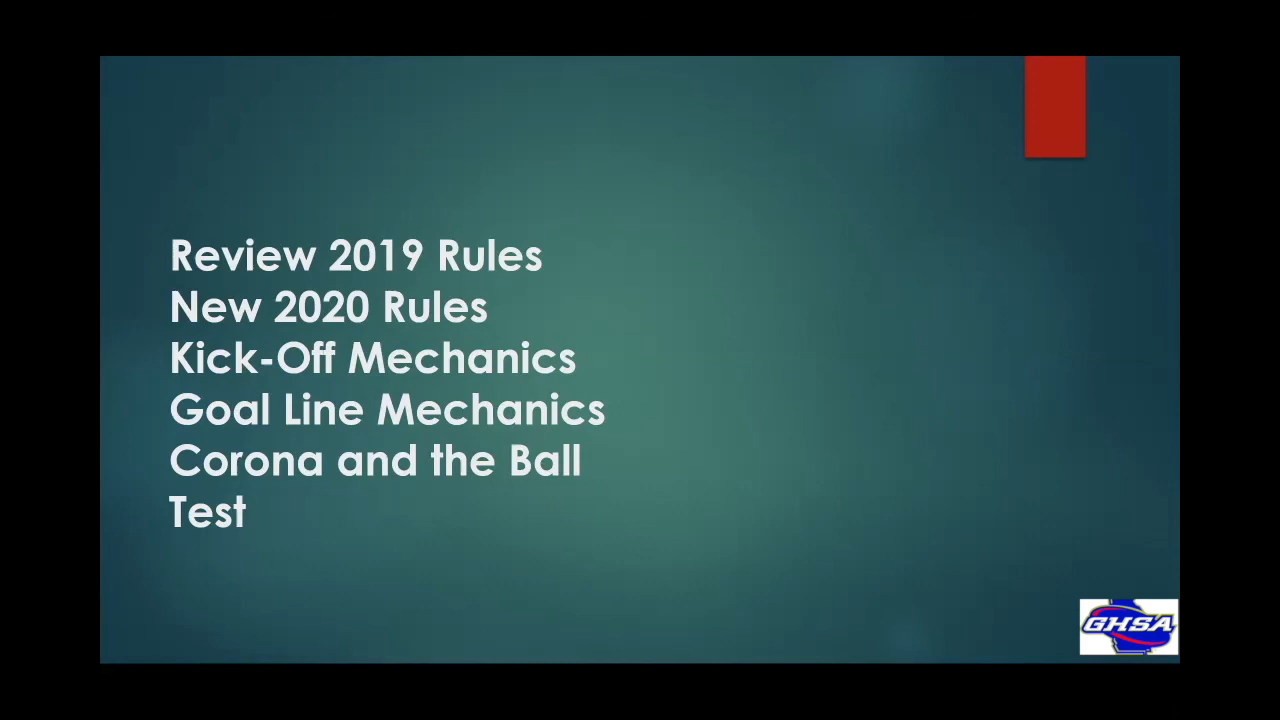 Review 2019 Rules
New 2020 Rules
Kick-Off Mechanics
Goal Line Mechanics
Corona and the Ball
Test
GHSA